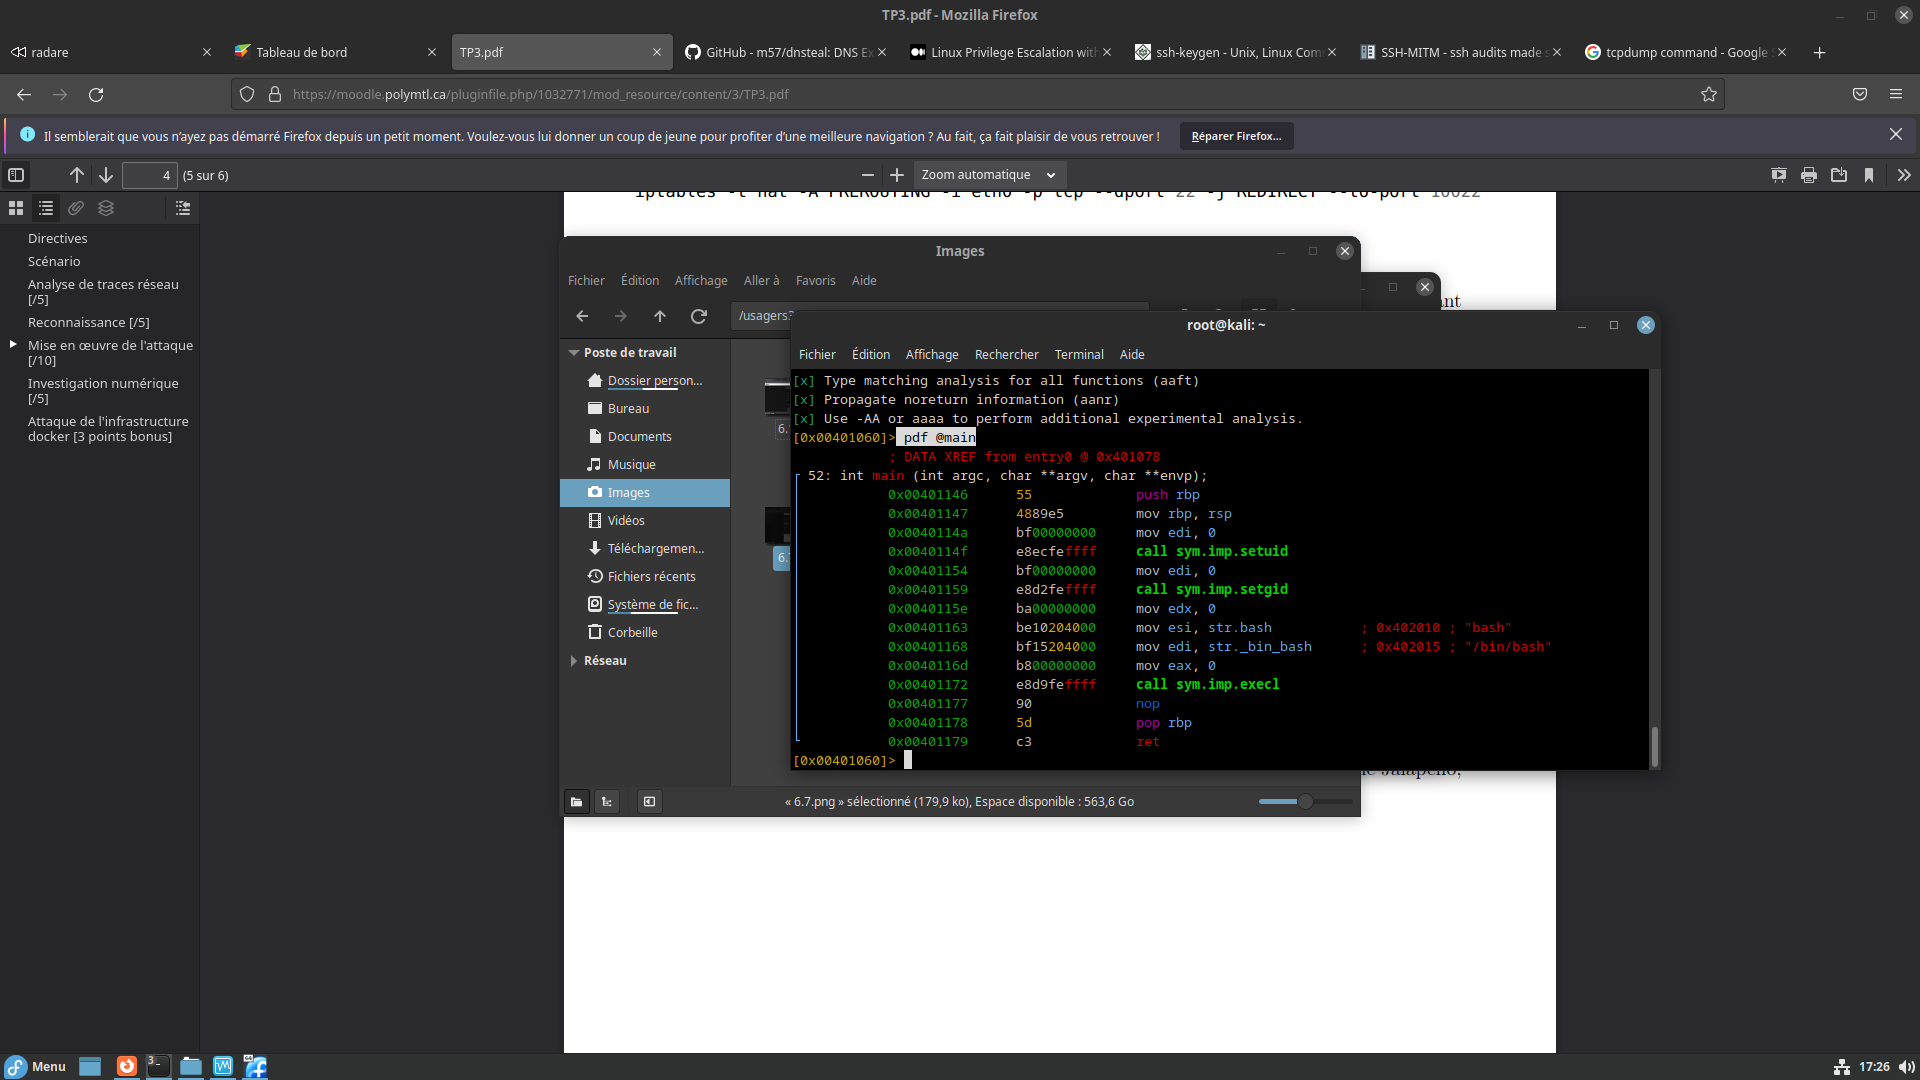 TP3.pdf - Mozilla Firefox
radare
Tableau de bord
TP3.pdf
GitHub - m57/dnsteal: DNS Ex
Linux Privilege Escalation with
ssh-keygen - Unix, Linux Com
SSH-MITM - ssh audits made s
tcpdump command - Google S
https://moodle.polymtl.ca/pluginfile.php/1032771/mod_resource/content/3/TP3.pdf
Il semblerait que vous n'ayez pas démarré Firefox depuis un petit moment. Voulez-vous lui donner un coup de jeune pour profiter d'une meilleure navigation ? Au fait, ça fait plaisir de vous retrouver !
Réparer Firefox…
4 (5 sur 6)
Zoom automatique
iptables -t nat -A PREROUTING -i eth0 -p tcp --dport 22 -j REDIRECT --to-port 10022
Directives
Scénario
Analyse de traces réseau
[/5]
Reconnaissance [/5]
Mise en œuvre de l'attaque
[/10]
Investigation numérique
[/5]
Attaque de l'infrastructure
docker [3 points bonus]
Images
Fichier Édition Affichage Aller à Favoris Aide
/usagers3
Poste de travail
Dossier person…
Bureau
Documents
Musique
Images
Vidéos
Téléchargemen…
Fichiers récents
Système de fic…
Corbeille
Réseau
6.
6.
« 6.7.png » sélectionné (179,9 ko), Espace disponible : 563,6 Go
ant
root@kali: ~
Fichier Édition Affichage Rechercher Terminal Aide
[x] Type matching analysis for all functions (aaft)
[x] Propagate noreturn information (aanr)
[x] Use -AA or aaaa to perform additional experimental analysis.
[0x00401060]> pdf @main
; DATA XREF from entry0 @ 0x401078
52: int main (int argc, char **argv, char **envp);
0x00401146 55 push rbp
0x00401147 4889e5 mov rbp, rsp
0x0040114a bf00000000 mov edi, 0
0x0040114f e8ecfeffff call sym.imp.setuid
0x00401154 bf00000000 mov edi, 0
0x00401159 e8d2feffff call sym.imp.setgid
0x0040115e ba00000000 mov edx, 0
0x00401163 be10204000 mov esi, str.bash ; 0x402010 ; "bash"
0x00401168 bf15204000 mov edi, str._bin_bash ; 0x402015 ; "/bin/bash"
0x0040116d b800000000 mov eax, 0
0x00401172 e8d9feffff call sym.imp.execl
0x00401177 90 nop
0x00401178 5d pop rbp
0x00401179 c3 ret
[0x00401060]>
Jalapeño,
Menu
3
64
17:26